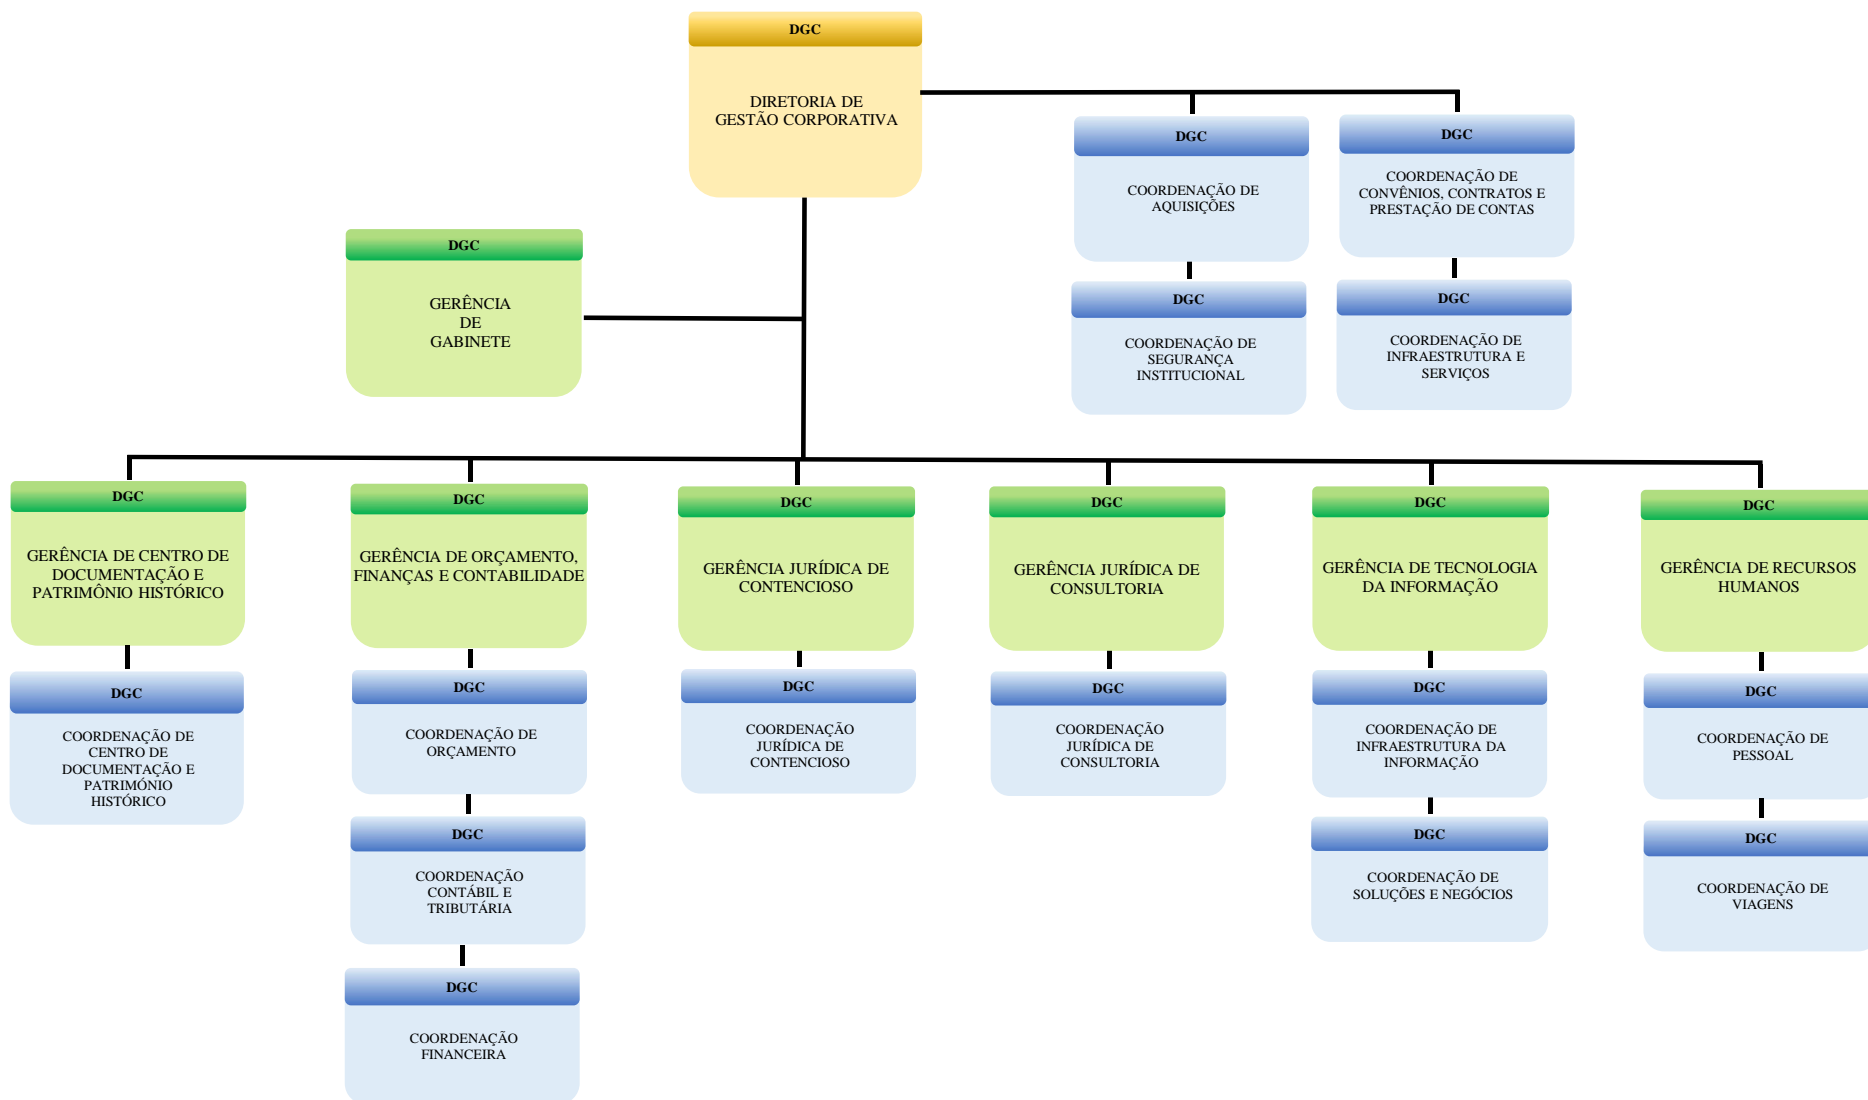 DGC
DIRETORIA DE
GESTÃO CORPORATIVA
DGC
COORDENAÇÃO DE
AQUISIÇÕES
DGC
COORDENAÇÃO DE
CONVÊNIOS, CONTRATOS E
PRESTAÇÃO DE CONTAS
DGC
GERÊNCIA
DE
GABINETE
DGC
COORDENAÇÃO DE
SEGURANÇA
INSTITUCIONAL
DGC
COORDENAÇÃO DE
INFRAESTRUTURA E
SERVIÇOS
DGC
GERÊNCIA DE CENTRO DE
DOCUMENTAÇÃO E
PATRIMÔNIO HISTÓRICO
DGC
GERÊNCIA DE ORÇAMENTO,
FINANÇAS E CONTABILIDADE
DGC
GERÊNCIA JURÍDICA DE
CONTENCIOSO
DGC
GERÊNCIA JURÍDICA DE
CONSULTORIA
DGC
GERÊNCIA DE TECNOLOGIA
DA INFORMAÇÃO
DGC
GERÊNCIA DE RECURSOS
HUMANOS
DGC
COORDENAÇÃO DE
CENTRO DE
DOCUMENTAÇÃO E
PATRIMÓNIO
HISTÓRICO
DGC
COORDENAÇÃO DE
ORÇAMENTO
DGC
COORDENAÇÃO
JURÍDICA DE
CONTENCIOSO
DGC
COORDENAÇÃO
JURÍDICA DE
CONSULTORIA
DGC
COORDENAÇÃO DE
INFRAESTRUTURA DA
INFORMAÇÃO
DGC
COORDENAÇÃO DE
PESSOAL
DGC
COORDENAÇÃO
CONTÁBIL E
TRIBUTÁRIA
DGC
COORDENAÇÃO DE
SOLUÇÕES E NEGÓCIOS
DGC
COORDENAÇÃO DE
VIAGENS
DGC
COORDENAÇÃO
FINANCEIRA